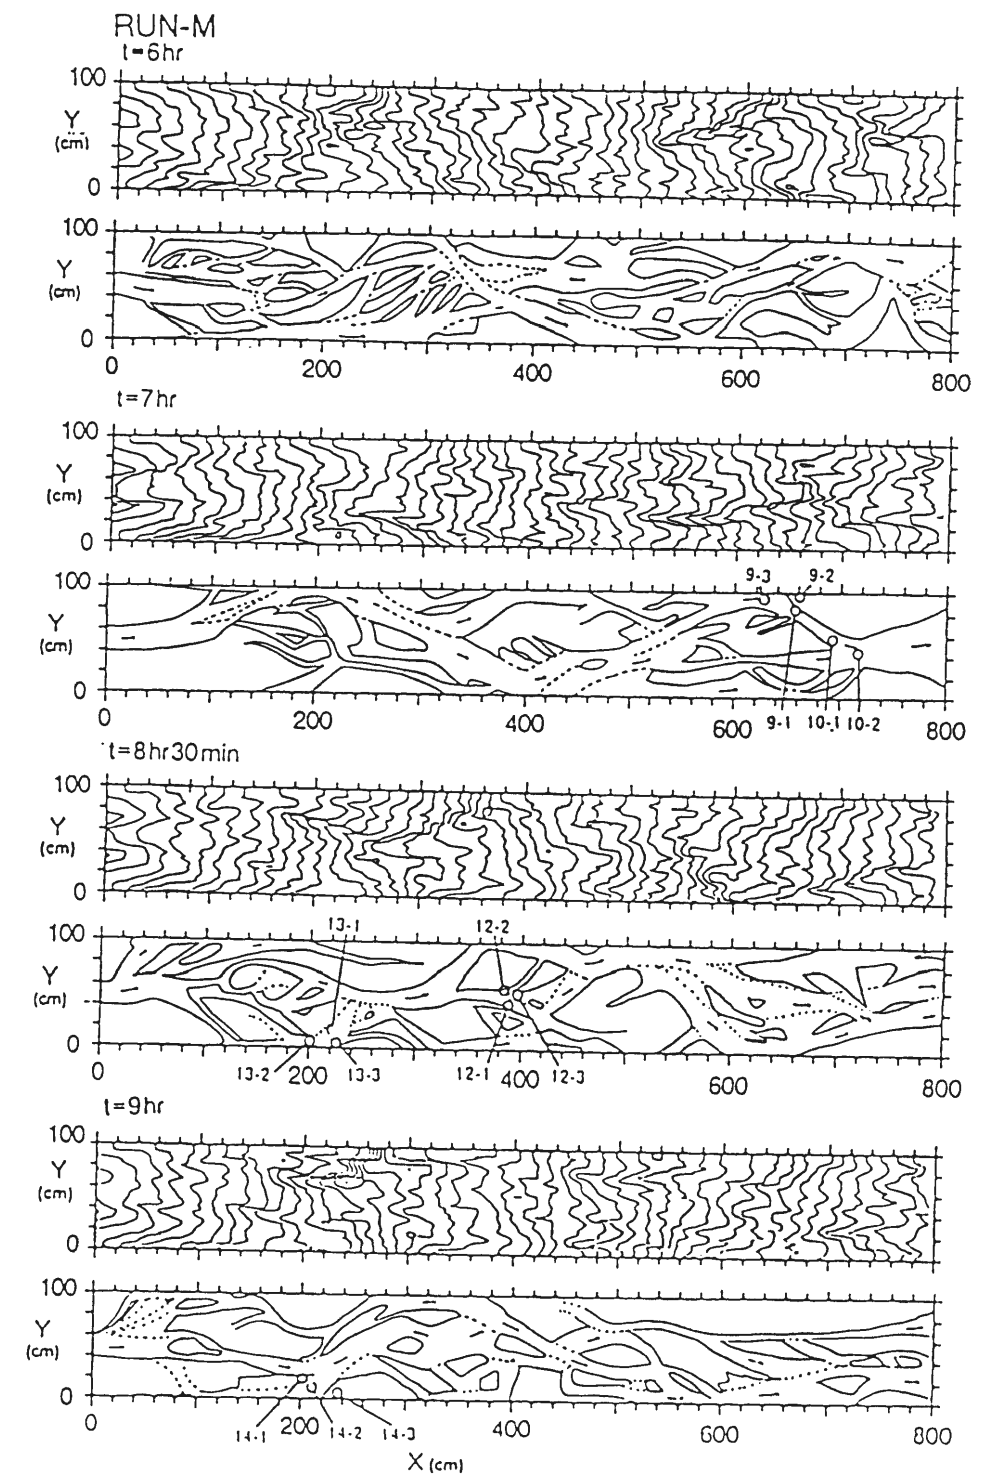 RUN-M
t=6hr
100
Y
(cm)
0
100
Y
(cm)
0
0 200 400 600 800
t=7hr
100
Y
(cm)
0
9-3 9-2
100
Y
(cm)
0
0 200 400 600 800
9-1 10-1 10-2
t=8hr30min
100
Y
(cm)
0
13-1 12-2
100
Y
(cm)
0
0 13-2 200 13-3 12-1 400 12-3 600 800
t=9hr
100
Y
(cm)
0
100
Y
(cm)
0
0 14-1 200 14-2 14-3 400 600 800
X (cm)